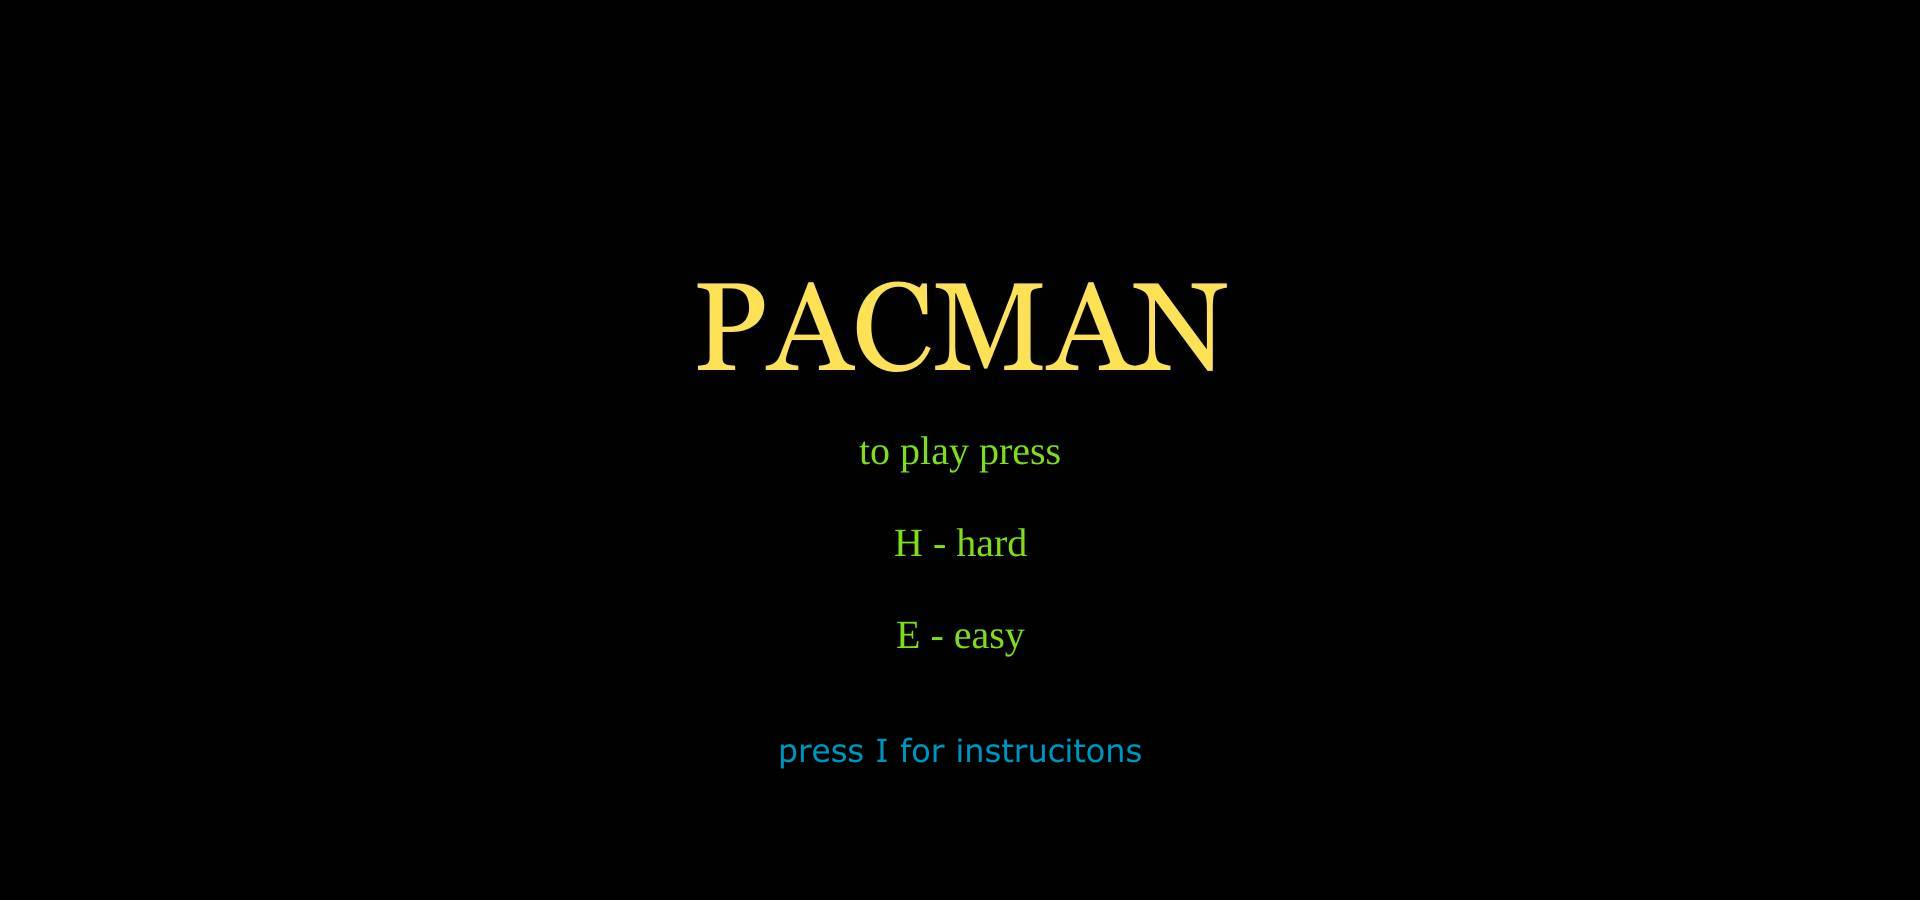 PACMAN
to play press
H - hard
E - easy
press I for instrucitons